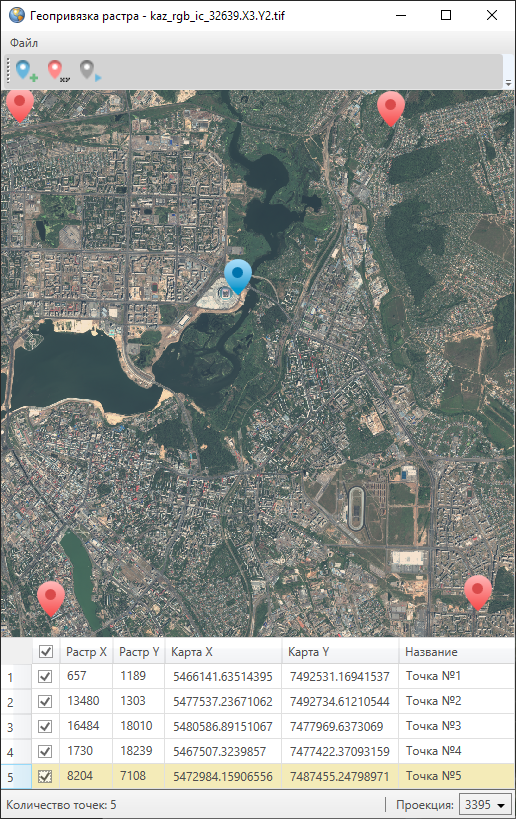 Геопривязка растра - kaz_rgb_ic_32639.X3.Y2.tif
Файл
XY
Растр X Растр Y Карта X Карта Y Название
1 657 1189 5466141.63514395 7492531.16941537 Точка №1
2 13480 1303 5477537.23671062 7492734.61210544 Точка №2
3 16484 18010 5480586.89151067 7477969.6373069 Точка №3
4 1730 18239 5467507.3239857 7477422.37093159 Точка №4
5 8204 7108 5472984.15906556 7487455.24798971 Точка №5
Количество точек: 5 Проекция: 3395